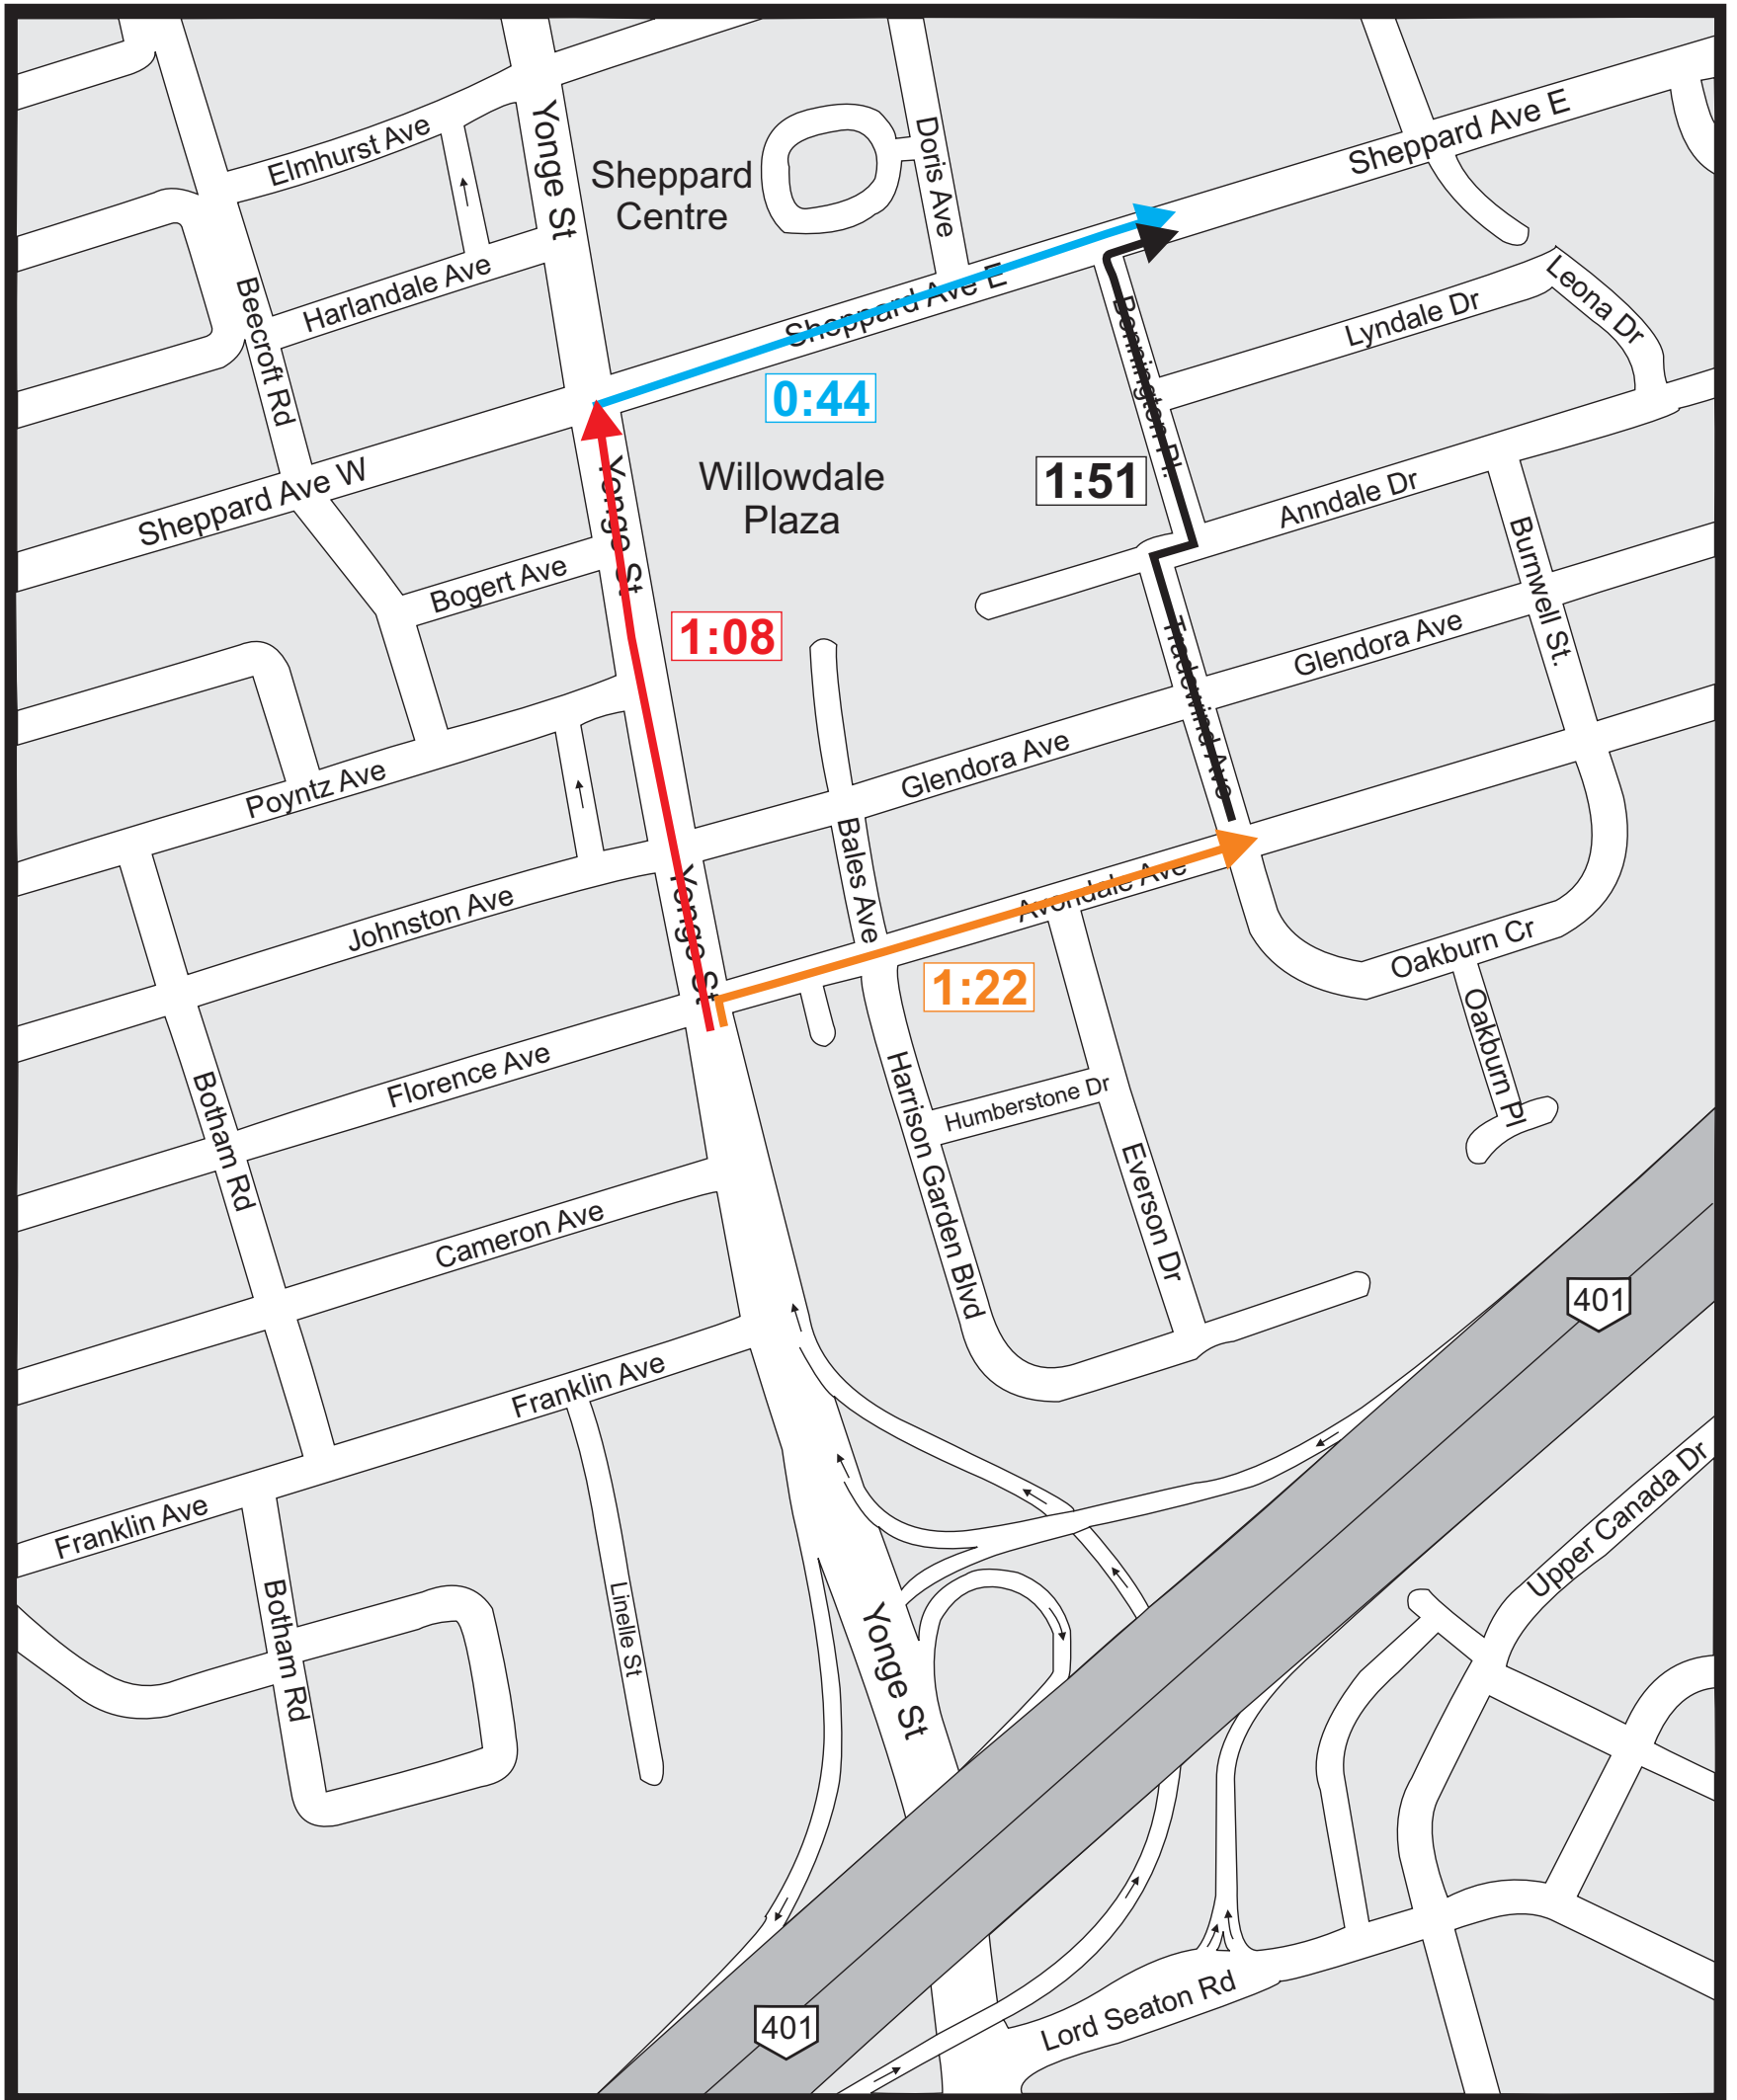 Elmhurst Ave
Yonge St
Sheppard
Centre
Doris Ave
Sheppard Ave E
Beecroft Rd
Harlandale Ave
Sheppard Ave E
Leona Dr
Lyndale Dr
Bonnington Pl.
0:44
Sheppard Ave W
Yonge St
Willowdale
Plaza
1:51
Anndale Dr
Bogert Ave
Burnwell St.
1:08
Tradewind Ave
Glendora Ave
Glendora Ave
Poyntz Ave
Bales Ave
Yonge St
Avondale Ave
Johnston Ave
Oakburn Cr
1:22
Oakburn Pl
Florence Ave
Botham Rd
Harrison Garden Blvd
Humberstone Dr
Everson Dr
Cameron Ave
401
Franklin Ave
Franklin Ave
Upper Canada Dr
Botham Rd
Linelle St
Yonge St
Lord Seaton Rd
401